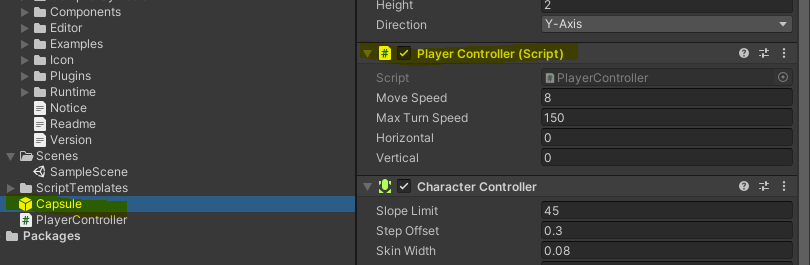 Components
Editor
Examples
Icon
Plugins
Runtime
Notice
Readme
Version
Scenes
SampleScene
ScriptTemplates
Capsule
PlayerController
Packages
Height 2
Direction Y-Axis
# Player Controller (Script)
Script PlayerController
Move Speed 8
Max Turn Speed 150
Horizontal 0
Vertical 0
Character Controller
Slope Limit 45
Step Offset 0.3
Skin Width 0.08